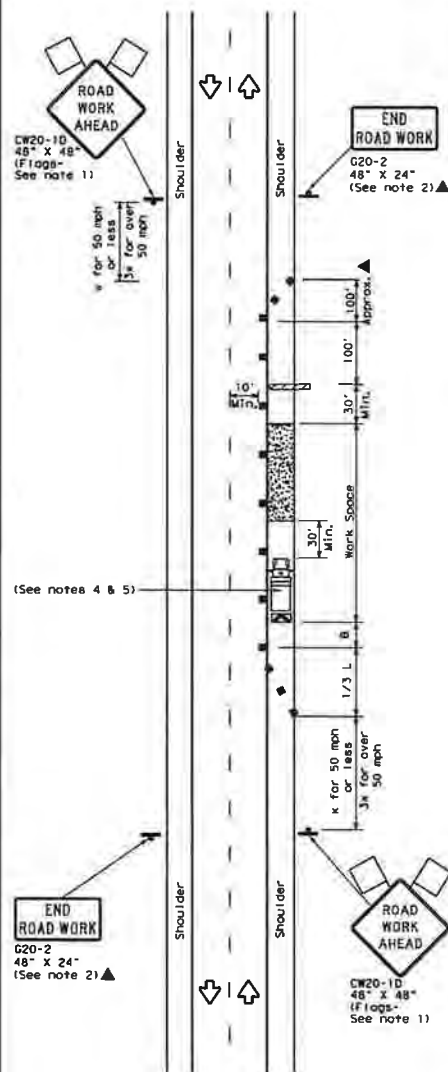 ROAD
WORK
AHEAD
CW20-1D
48" X 48"
(Flags-
See note 1)
x for 50 mph
or less
3x for over
50 mph
Shoulder
Shoulder
END
ROAD WORK
G20-2
48" X 24"
(See note 2)▲
100'
Approx.
100'
10'
Min.
30'
Min.
Work Space
30'
Min.
(See notes 4 & 5)
B
1/3 L
x for 50 mph
or less
3x for over
50 mph
END
ROAD WORK
G20-2
48" X 24"
(See note 2)▲
Shoulder
Shoulder
ROAD
WORK
AHEAD
CW20-1D
48" X 48"
(Flags-
See note 1)